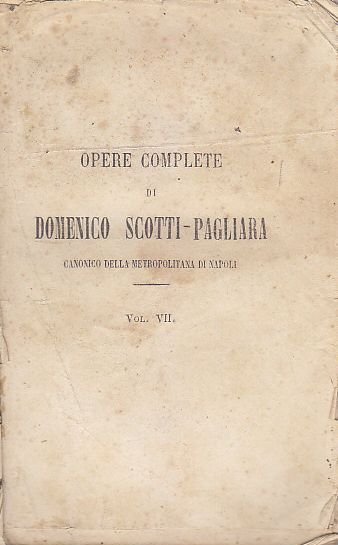 OPERE COMPLETE
DI
DOMENICO SCOTTI-PAGLIARA
CANONICO DELLA METROPOLITANA DI NAPOLI
VOL. VII.